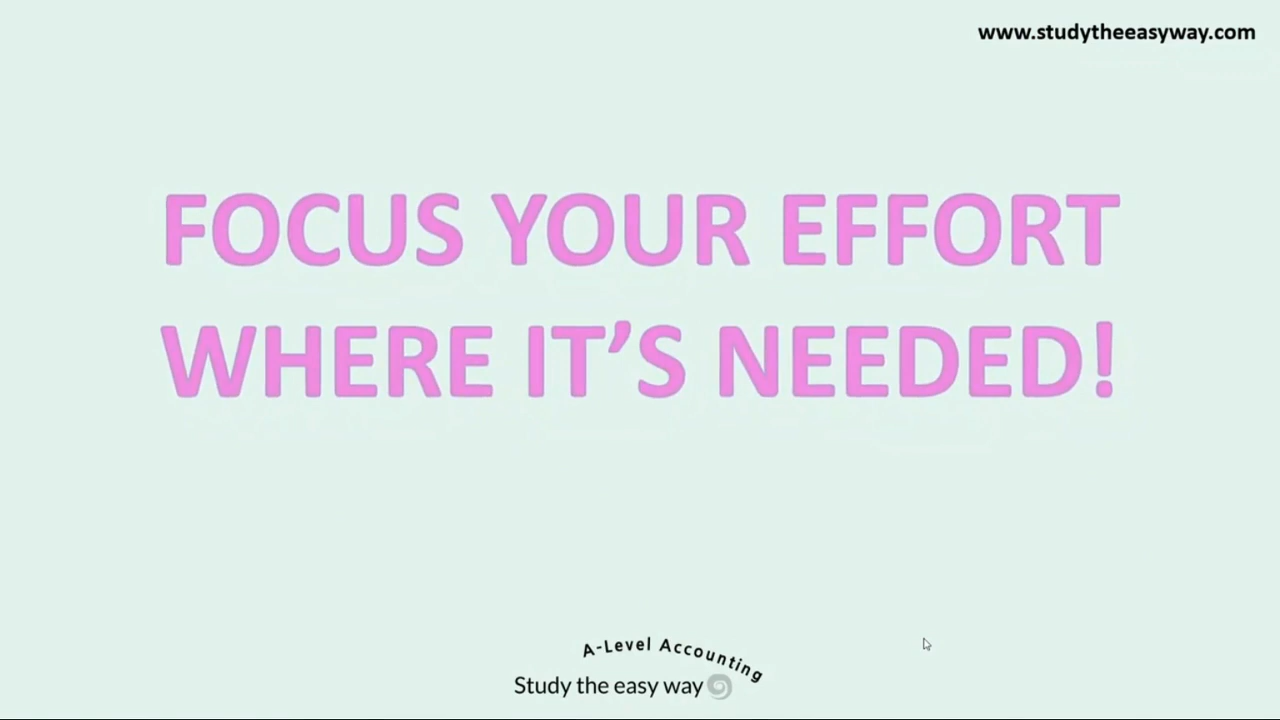 www.studytheeasyway.com
FOCUS YOUR EFFORT
WHERE IT’S NEEDED!
A-Level Accounting
Study the easy way